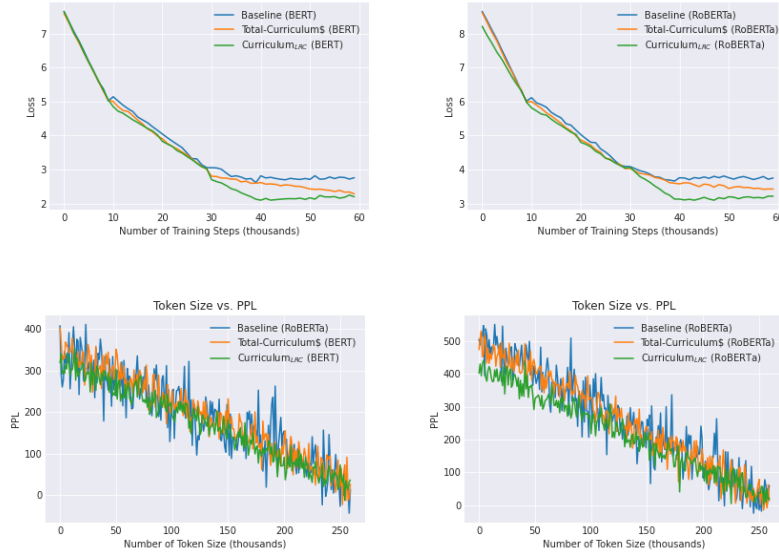 Baseline (BERT)
Total-Curriculum$ (BERT)
Curriculum_LRC (BERT)
7
6
5
4
3
2
Loss
0 10 20 30 40 50 60
Number of Training Steps (thousands)
Baseline (RoBERTa)
Total-Curriculum$ (RoBERTa)
Curriculum_LRC (RoBERTa)
8
7
6
5
4
3
Loss
0 10 20 30 40 50 60
Number of Training Steps (thousands)
Token Size vs. PPL
Baseline (RoBERTa)
Total-Curriculum$ (BERT)
Curriculum_LRC (BERT)
400
300
200
100
0
PPL
0 50 100 150 200 250
Number of Token Size (thousands)
Token Size vs. PPL
Baseline (RoBERTa)
Total-Curriculum$ (RoBERTa)
Curriculum_LRC (RoBERTa)
500
400
300
200
100
0
PPL
0 50 100 150 200 250
Number of Token Size (thousands)